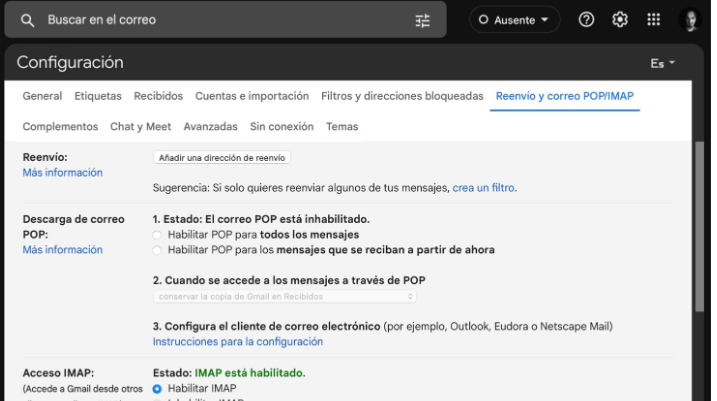 Buscar en el correo
Ausente
Configuración
Es
General Etiquetas Recibidos Cuentas e importación Filtros y direcciones bloqueadas Reenvío y correo POP/IMAP
Complementos Chat y Meet Avanzadas Sin conexión Temas
Reenvío:
Más información
Añadir una dirección de reenvío
Sugerencia: Si solo quieres reenviar algunos de tus mensajes, crea un filtro.
Descarga de correo
POP:
Más información
1. Estado: El correo POP está inhabilitado.
Habilitar POP para todos los mensajes
Habilitar POP para los mensajes que se reciban a partir de ahora
2. Cuando se accede a los mensajes a través de POP
conservar la copia de Gmail en Recibidos
3. Configura el cliente de correo electrónico (por ejemplo, Outlook, Eudora o Netscape Mail)
Instrucciones para la configuración
Acceso IMAP:
(Accede a Gmail desde otros
Estado: IMAP está habilitado.
Habilitar IMAP